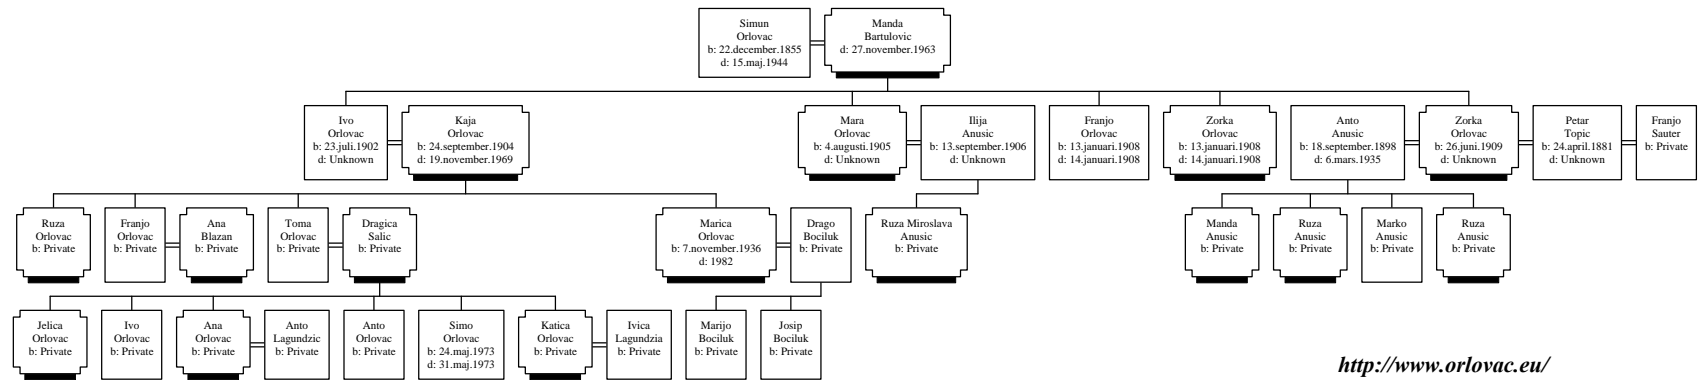 Simun
Orlovac
b: 22.december.1855
d: 15.maj.1944
Manda
Bartulovic
d: 27.november.1963
Ivo
Orlovac
b: 23.juli.1902
d: Unknown
Kaja
Orlovac
b: 24.september.1904
d: 19.november.1969
Mara
Orlovac
b: 4.augusti.1905
d: Unknown
Ilija
Anusic
b: 13.september.1906
d: Unknown
Franjo
Orlovac
b: 13.januari.1908
d: 14.januari.1908
Zorka
Orlovac
b: 13.januari.1908
d: 14.januari.1908
Anto
Anusic
b: 18.september.1898
d: 6.mars.1935
Zorka
Orlovac
b: 26.juni.1909
d: Unknown
Petar
Topic
b: 24.april.1881
d: Unknown
Franjo
Sauter
b: Private
Ruza
Orlovac
b: Private
Franjo
Orlovac
b: Private
Ana
Blazan
b: Private
Toma
Orlovac
b: Private
Dragica
Salic
b: Private
Marica
Orlovac
b: 7.november.1936
d: 1982
Drago
Bociluk
b: Private
Ruza Miroslava
Anusic
b: Private
Manda
Anusic
b: Private
Ruza
Anusic
b: Private
Marko
Anusic
b: Private
Ruza
Anusic
b: Private
Jelica
Orlovac
b: Private
Ivo
Orlovac
b: Private
Ana
Orlovac
b: Private
Anto
Lagundzic
b: Private
Anto
Orlovac
b: Private
Simo
Orlovac
b: 24.maj.1973
d: 31.maj.1973
Katica
Orlovac
b: Private
Ivica
Lagundzia
b: Private
Marijo
Bociluk
b: Private
Josip
Bociluk
b: Private
http://www.orlovac.eu/